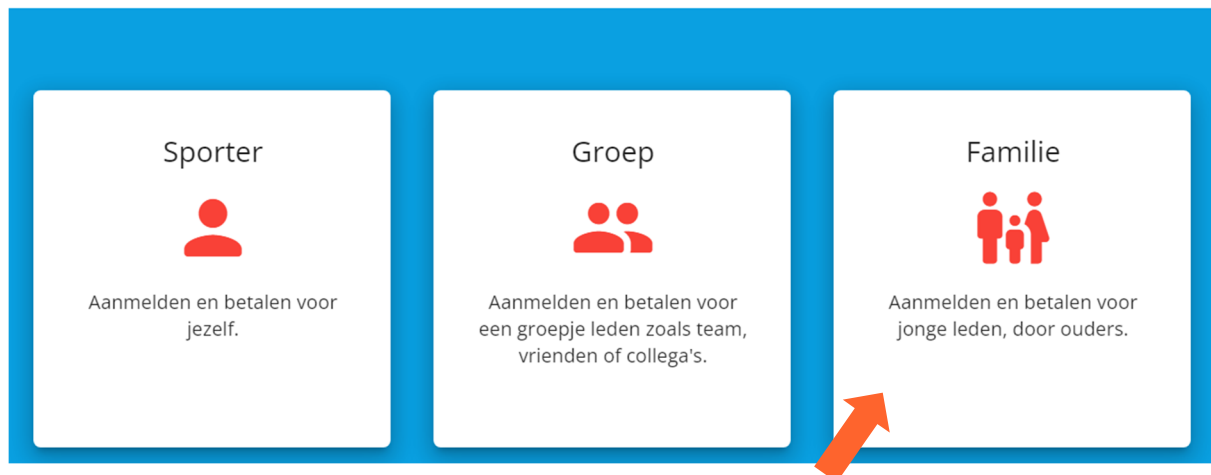 Sporter
Aanmelden en betalen voor
jezelf.
Groep
Aanmelden en betalen voor
een groepje leden zoals team,
vrienden of collega's.
Familie
Aanmelden en betalen voor
jonge leden, door ouders.